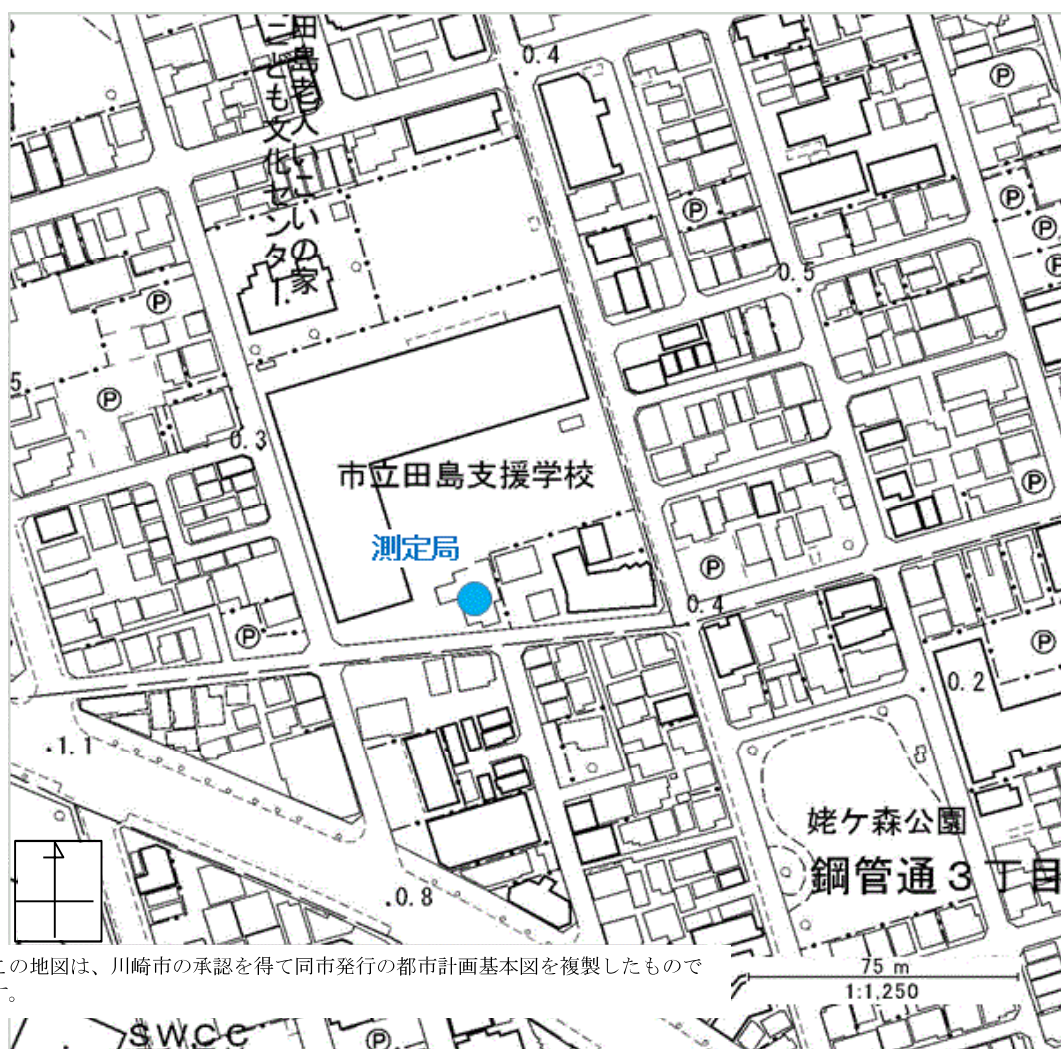 0.4
田島老人いこいの家
こども文化センター
Ⓟ
Ⓟ
Ⓟ
Ⓟ
Ⓟ
0.5
Ⓟ
Ⓟ
5
Ⓟ
0.3
市立田島支援学校
Ⓟ
測定局
Ⓟ
0.4
Ⓟ
Ⓟ
0.2
1.1
姥ケ森公園
鋼管通3丁目
0.8
この地図は、川崎市の承認を得て同市発行の都市計画基本図を複製したもので
す。
75 m
1:1,250
SWCC
Ⓟ